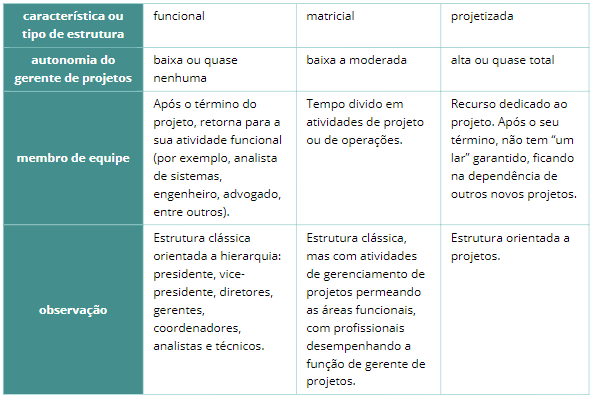 característica ou
tipo de estrutura
funcional
matricial
projetizada
autonomia do
gerente de projetos
baixa ou quase
nenhuma
baixa a moderada
alta ou quase total
membro de equipe
Após o término do
projeto, retorna para a
sua atividade funcional
(por exemplo, analista
de sistemas,
engenheiro, advogado,
entre outros).
Tempo divido em
atividades de projeto
ou de operações.
Recurso dedicado ao
projeto. Após o seu
término, não tem “um
lar” garantido, ficando
na dependência de
outros novos projetos.
observação
Estrutura clássica
orientada a hierarquia:
presidente, vice-
presidente, diretores,
gerentes,
coordenadores,
analistas e técnicos.
Estrutura clássica,
mas com atividades
de gerenciamento de
projetos permeando
as áreas funcionais,
com profissionais
desempenhando a
função de gerente de
projetos.
Estrutura orientada a
projetos.